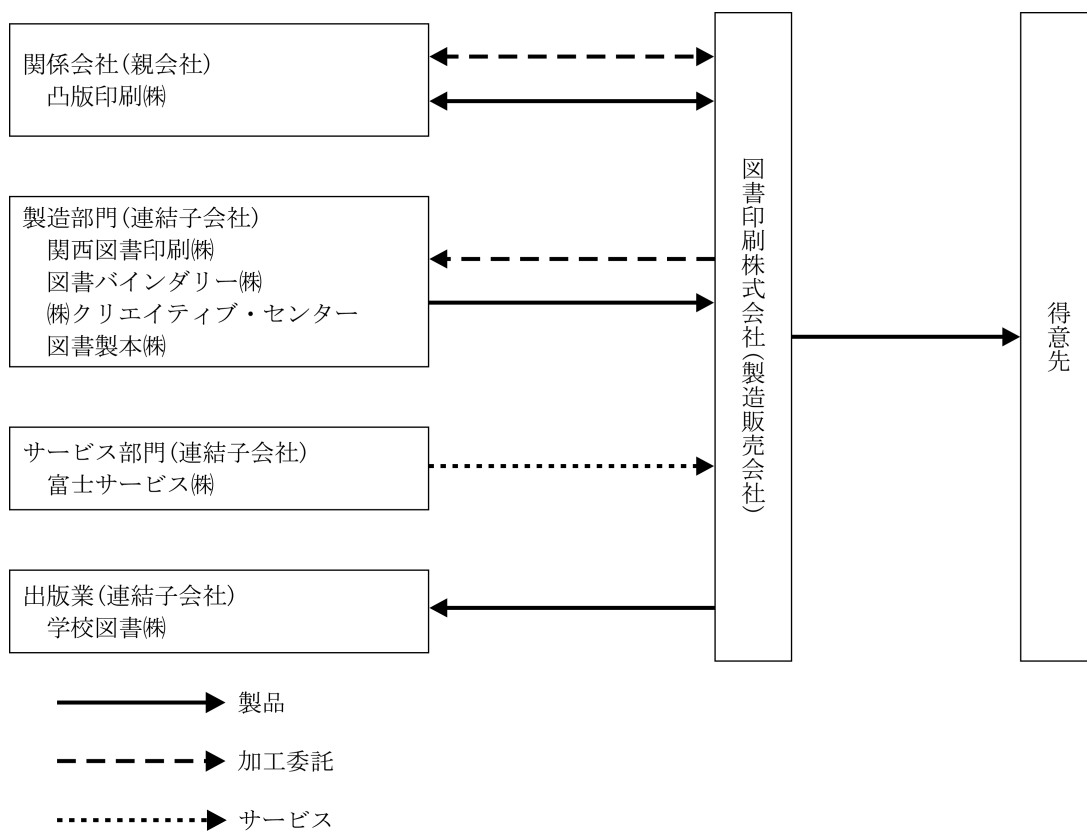 関係会社(親会社)
凸版印刷㈱
製造部門(連結子会社)
関西図書印刷㈱
図書バインダリー㈱
㈱クリエイティブ・センター
図書製本㈱
サービス部門(連結子会社)
富士サービス㈱
出版業(連結子会社)
学校図書㈱
図書印刷株式会社(製造販売会社)
得意先
製品
加工委託
サービス